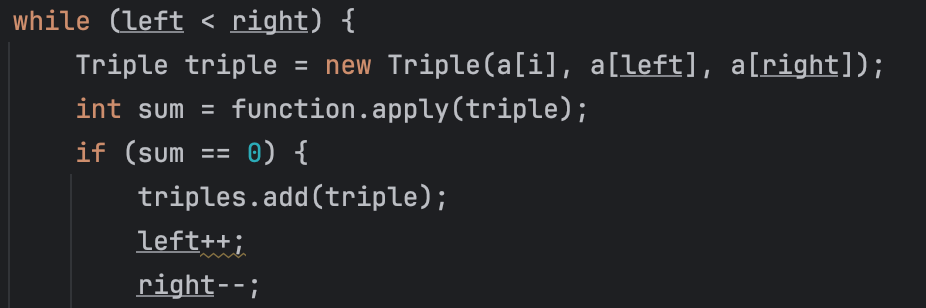 while (left < right) {
    Triple triple = new Triple(a[i], a[left], a[right]);
    int sum = function.apply(triple);
    if (sum == 0) {
        triples.add(triple);
        left++;
        right--;